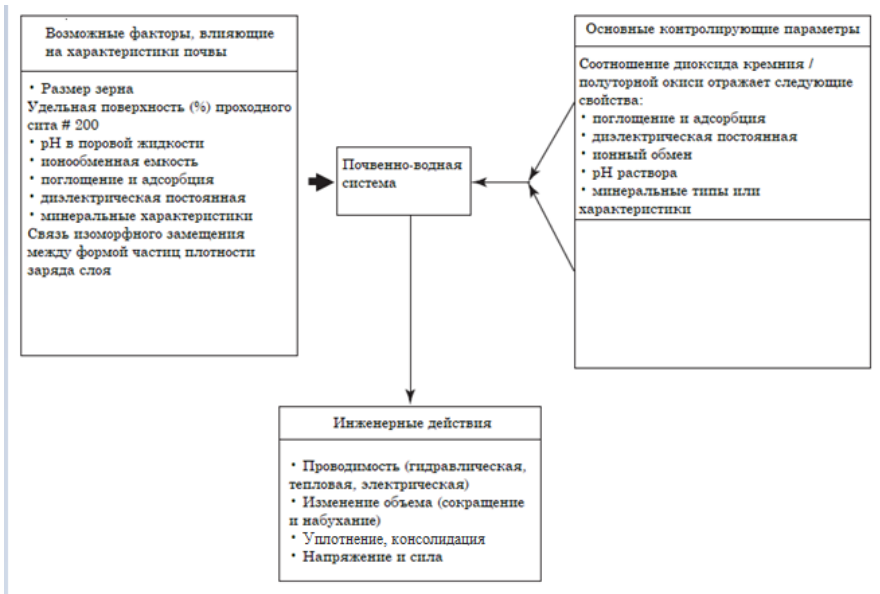 Возможные факторы, влияющие
на характеристики почвы
• Размер зерна
Удельная поверхность (%) проходного
сита # 200
• pH в поровой жидкости
• ионообменная емкость
• поглощение и адсорбция
• диэлектрическая постоянная
• минеральные характеристики
Связь изоморфного замещения
между формой частиц плотности
заряда слоя
Почвенно-водная
система
Основные контролирующие параметры
Соотношение диоксида кремния /
полуторной окиси отражает следующие
свойства:
• поглощение и адсорбция
• диэлектрическая постоянная
• ионный обмен
• pH раствора
• минеральные типы или
характеристики
Инженерные действия
• Проводимость (гидравлическая,
тепловая, электрическая)
• Изменение объема (сокращение
и набухание)
• Уплотнение, консолидация
• Напряжение и сила